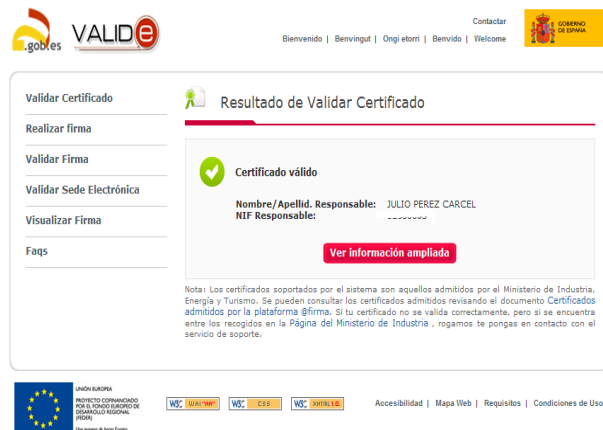 .gob.es
VALIDe
Contactar
Bienvenido | Benvingut | Ongi etorri | Benvido | Welcome
GOBIERNO
DE ESPAÑA
Validar Certificado
Realizar firma
Validar Firma
Validar Sede Electrónica
Visualizar Firma
Faqs
Resultado de Validar Certificado
Certificado válido
Nombre/Apellid. Responsable: JULIO PEREZ CARCEL
NIF Responsable:
Ver información ampliada
Nota: Los certificados soportados por el sistema son aquellos admitidos por el Ministerio de Industria,
Energía y Turismo. Se pueden consultar los certificados admitidos revisando el documento Certificados
admitidos por la plataforma @firma. Si tu certificado no se valida correctamente, pero si se encuentra
entre los recogidos en la Página del Ministerio de Industria , rogamos te pongas en contacto con el
servicio de soporte.
UNIÓN EUROPEA
PROYECTO COFINANCIADO
POR EL FONDO EUROPEO DE
DESARROLLO REGIONAL
(FEDER)
Una manera de hacer Europa
W3C WAI "AA"
W3C CSS
W3C XHTML 1.0
Accesibilidad | Mapa Web | Requisitos | Condiciones de Uso